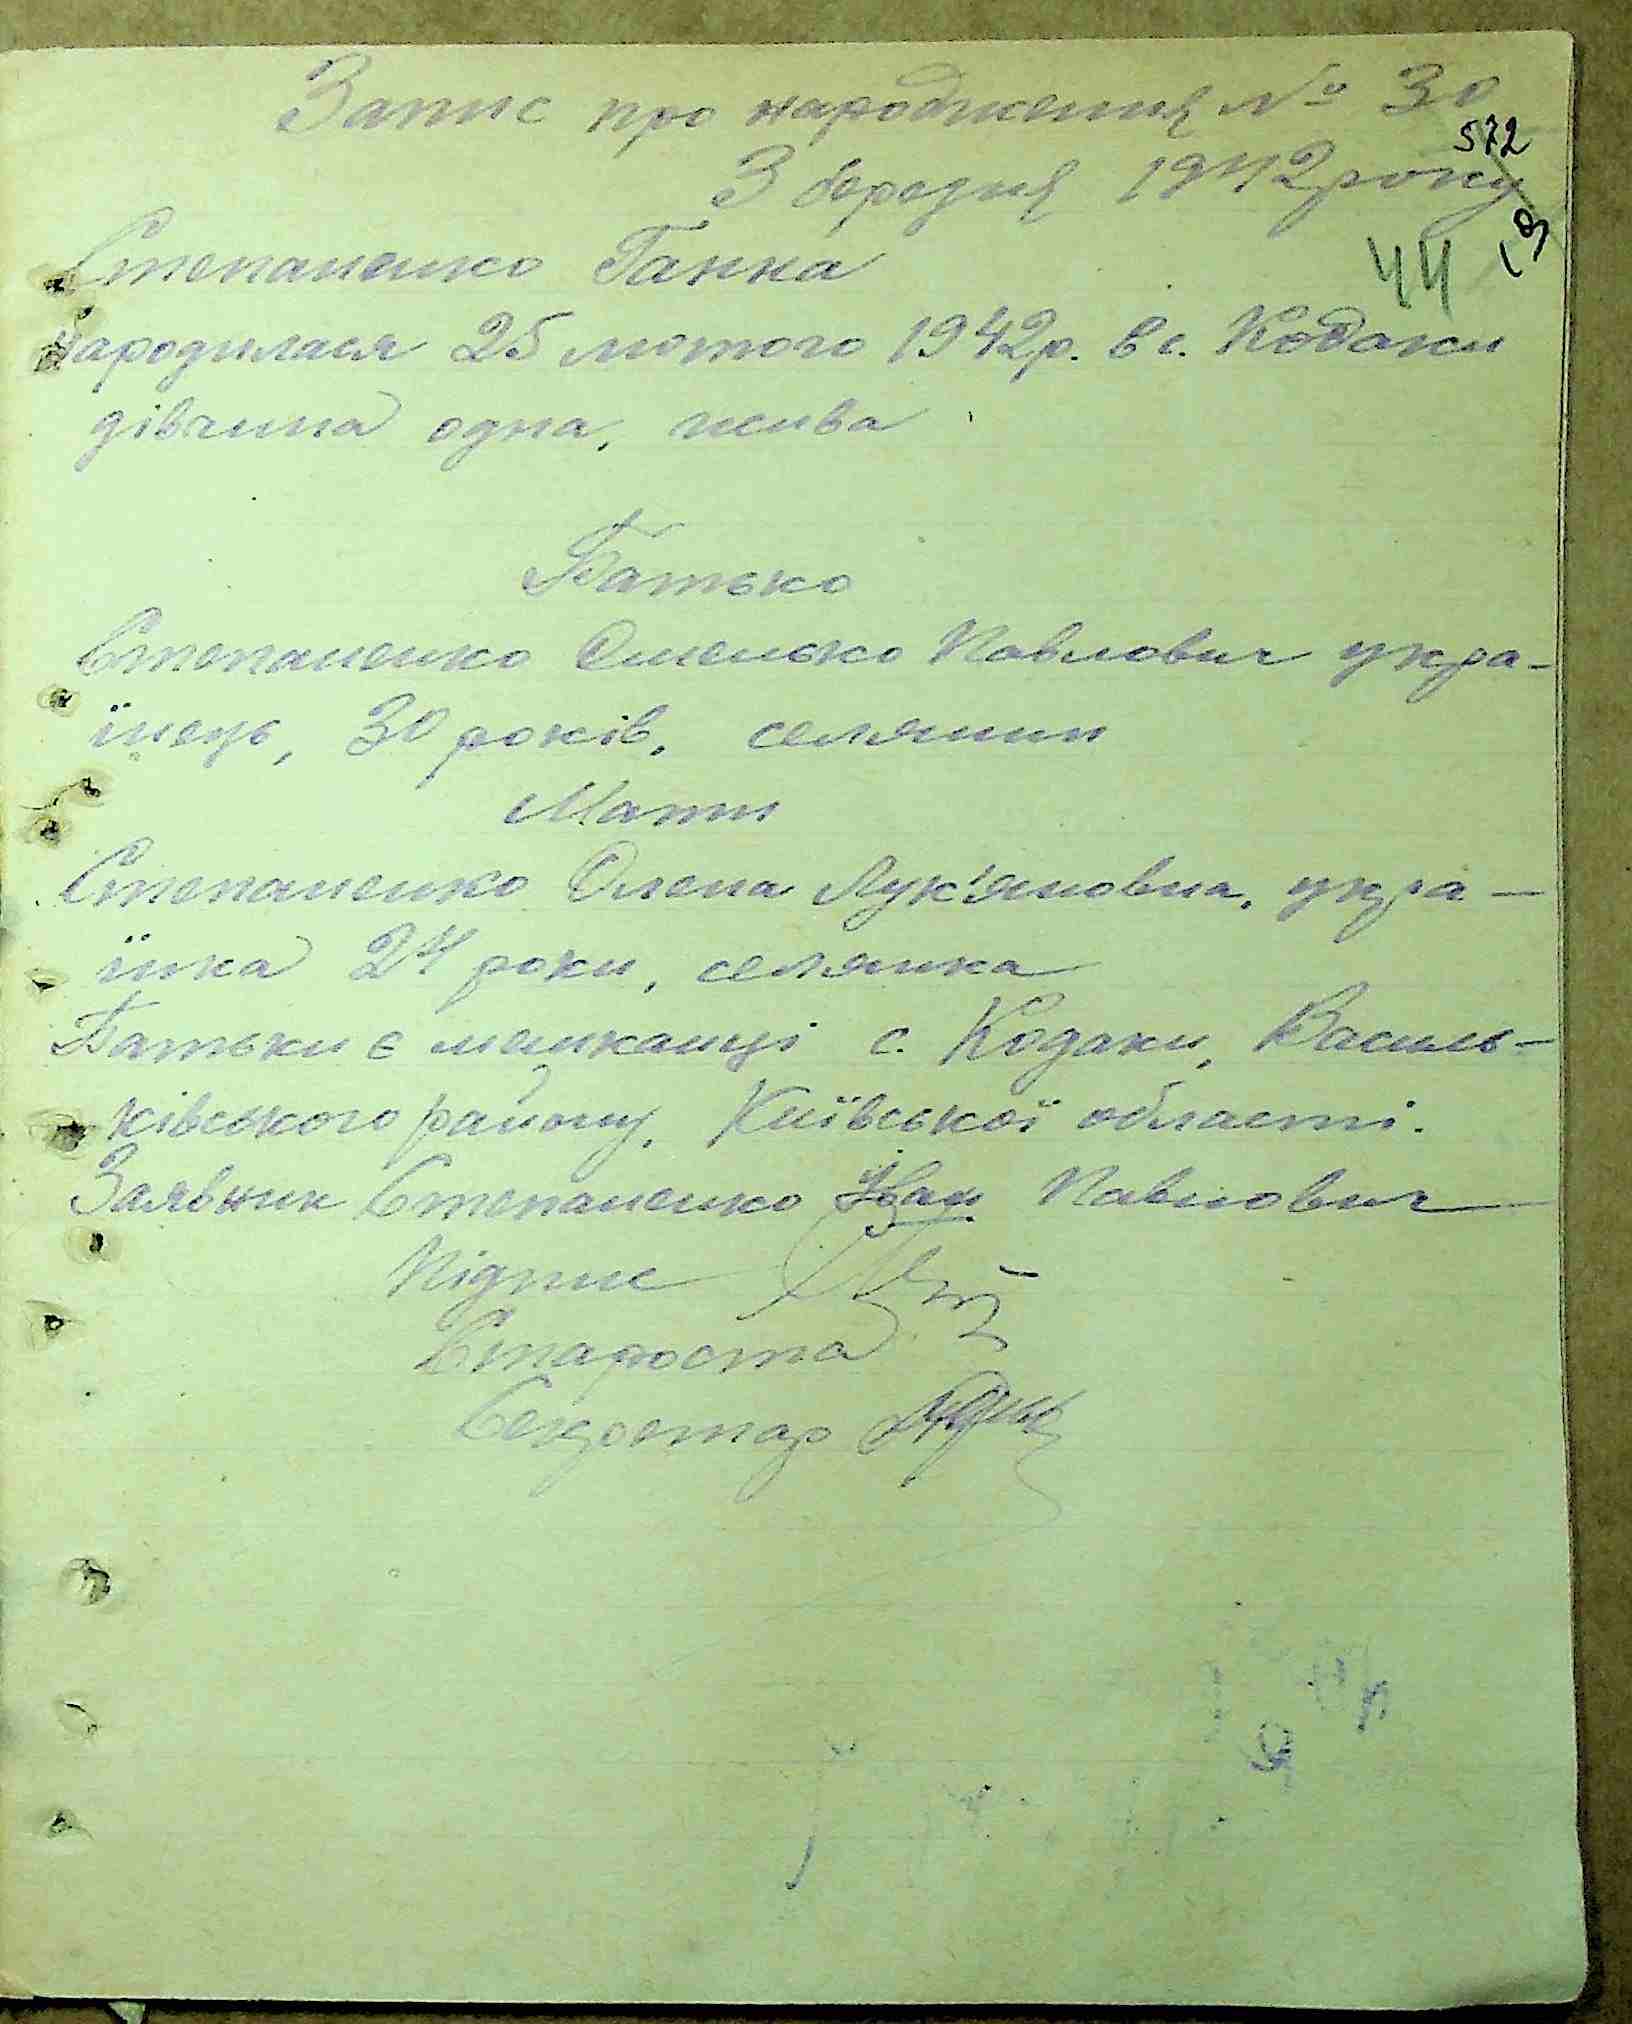 Запис про народження № 30
572
3 березня 1942 року
44
Степаненко Ганна
народилася 25 лютого 1942р. в с. Кодаки
дівчина одна, жива
Батько
Степаненко Омелько Павлович укра-
їнець, 30 років, селянин
Мати
Степаненко Олена Лук'яновна, укра-
їнка 24 роки, селянка
Батьки є мешканці с. Кодаки, Василь-
ківського району, Київської області.
Заявник Степаненко Іван Павлович
Підпис
Староста
Секретар